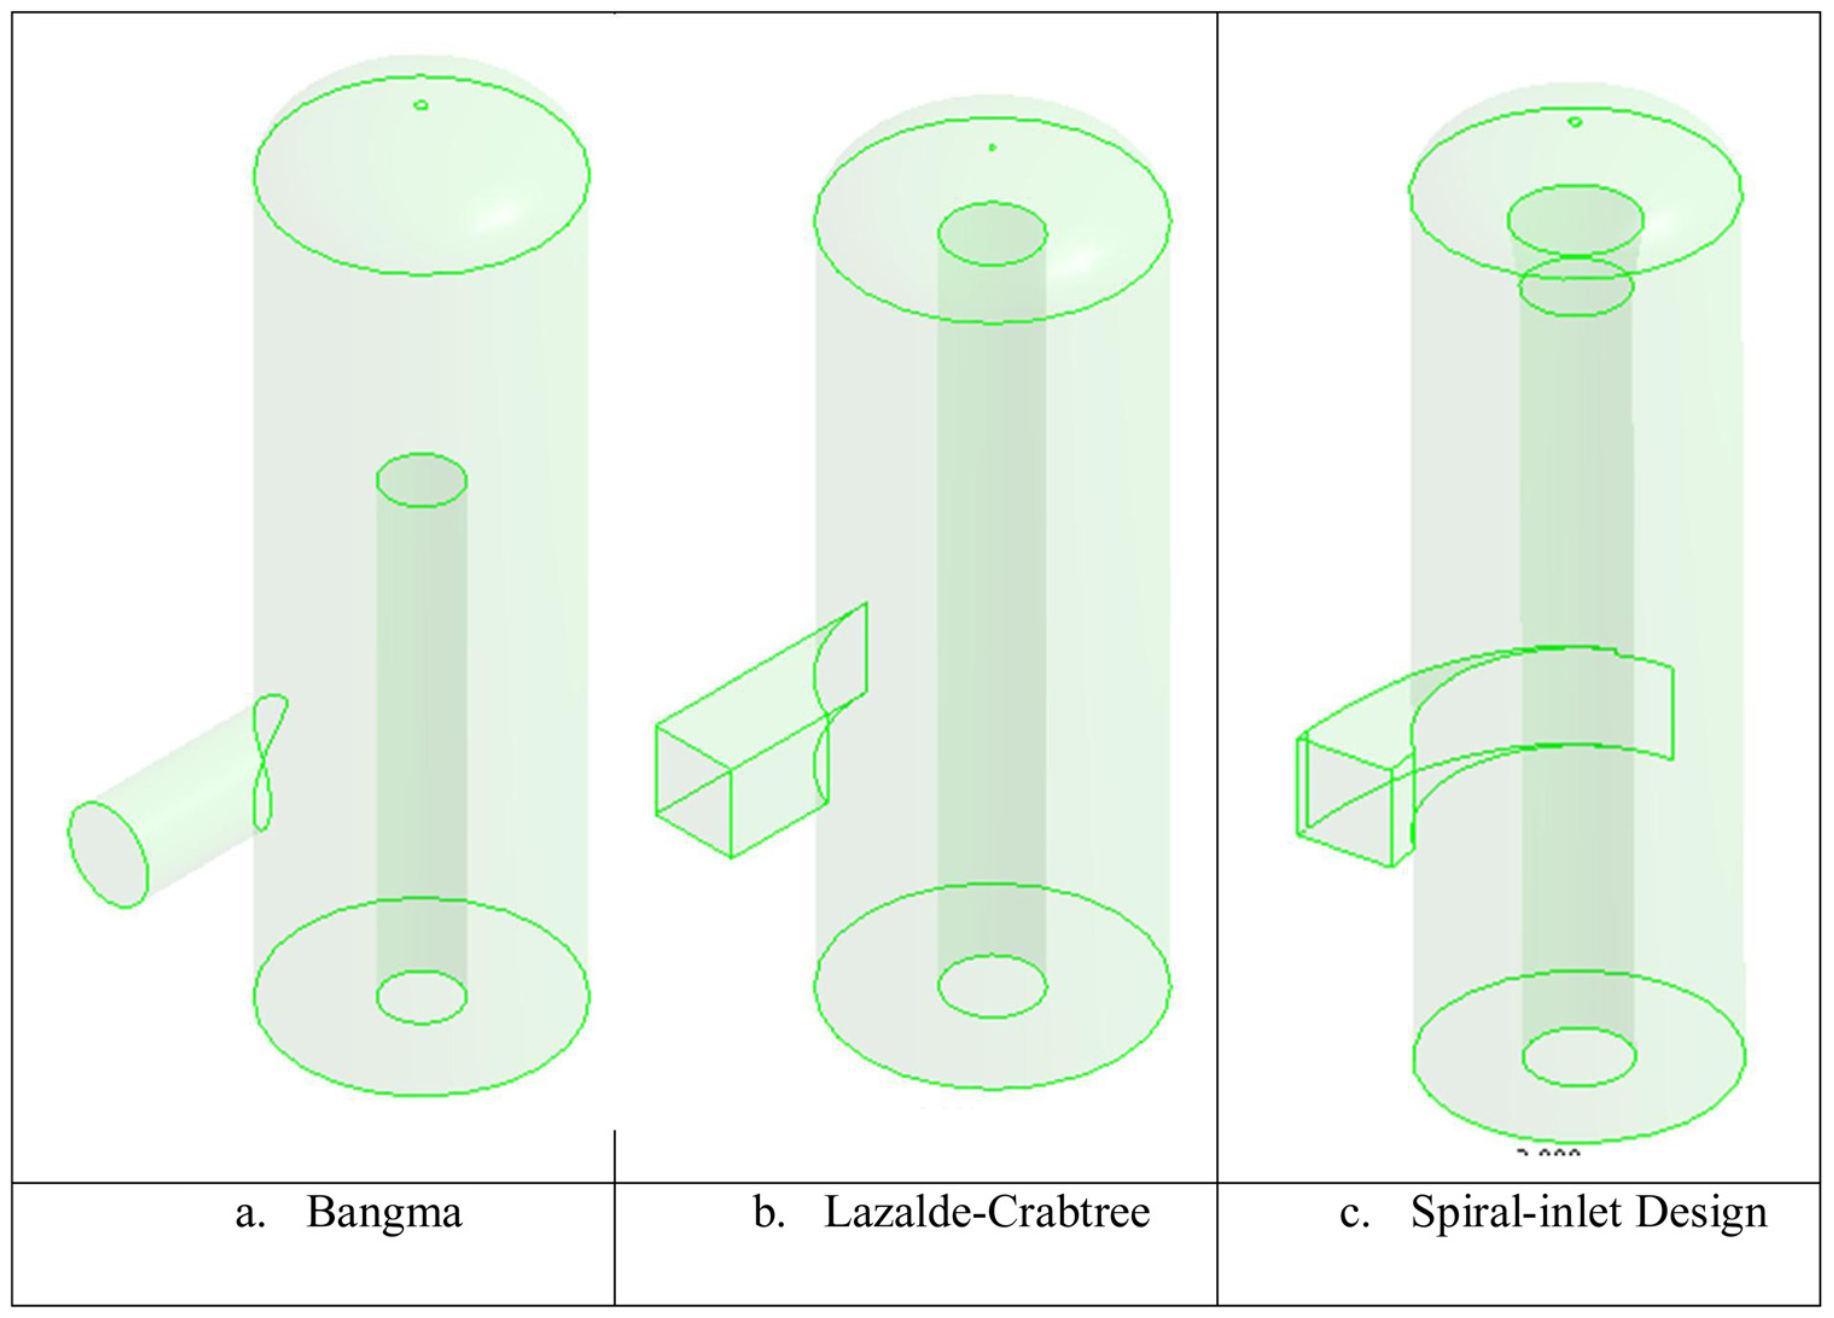 a. Bangma
b. Lazalde-Crabtree
c. Spiral-inlet Design